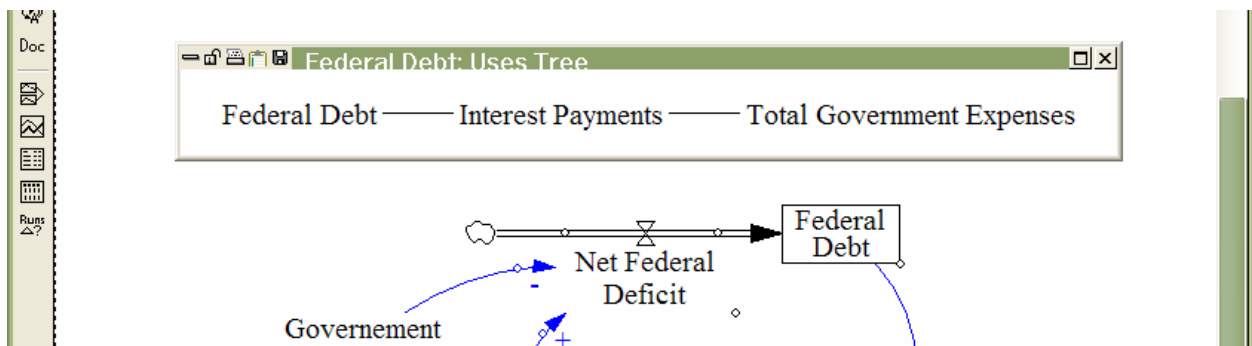 Doc
Federal Debt: Uses Tree
Federal Debt Interest Payments Total Government Expenses
Runs
Δ?
Federal
Debt
Net Federal
Deficit
-
Governement
+